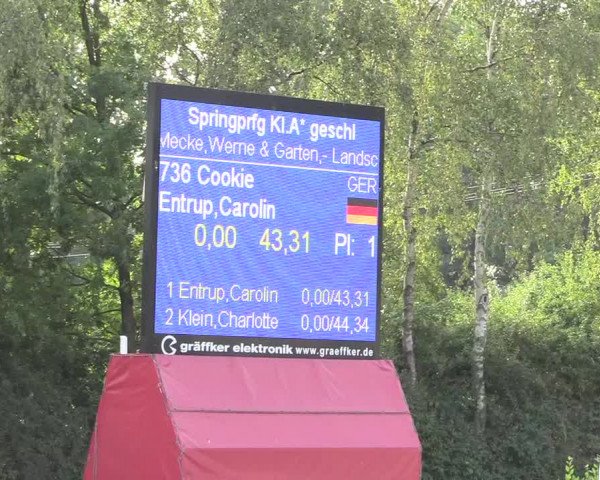 Springprfg Kl.A* geschl
Mecke,Werne & Garten,- Landsc
736 Cookie GER
Entrup,Carolin
0,00 43,31 Pl: 1
1 Entrup,Carolin 0,00/43,31
2 Klein,Charlotte 0,00/44,34
gräffker elektronik www.graeffker.de